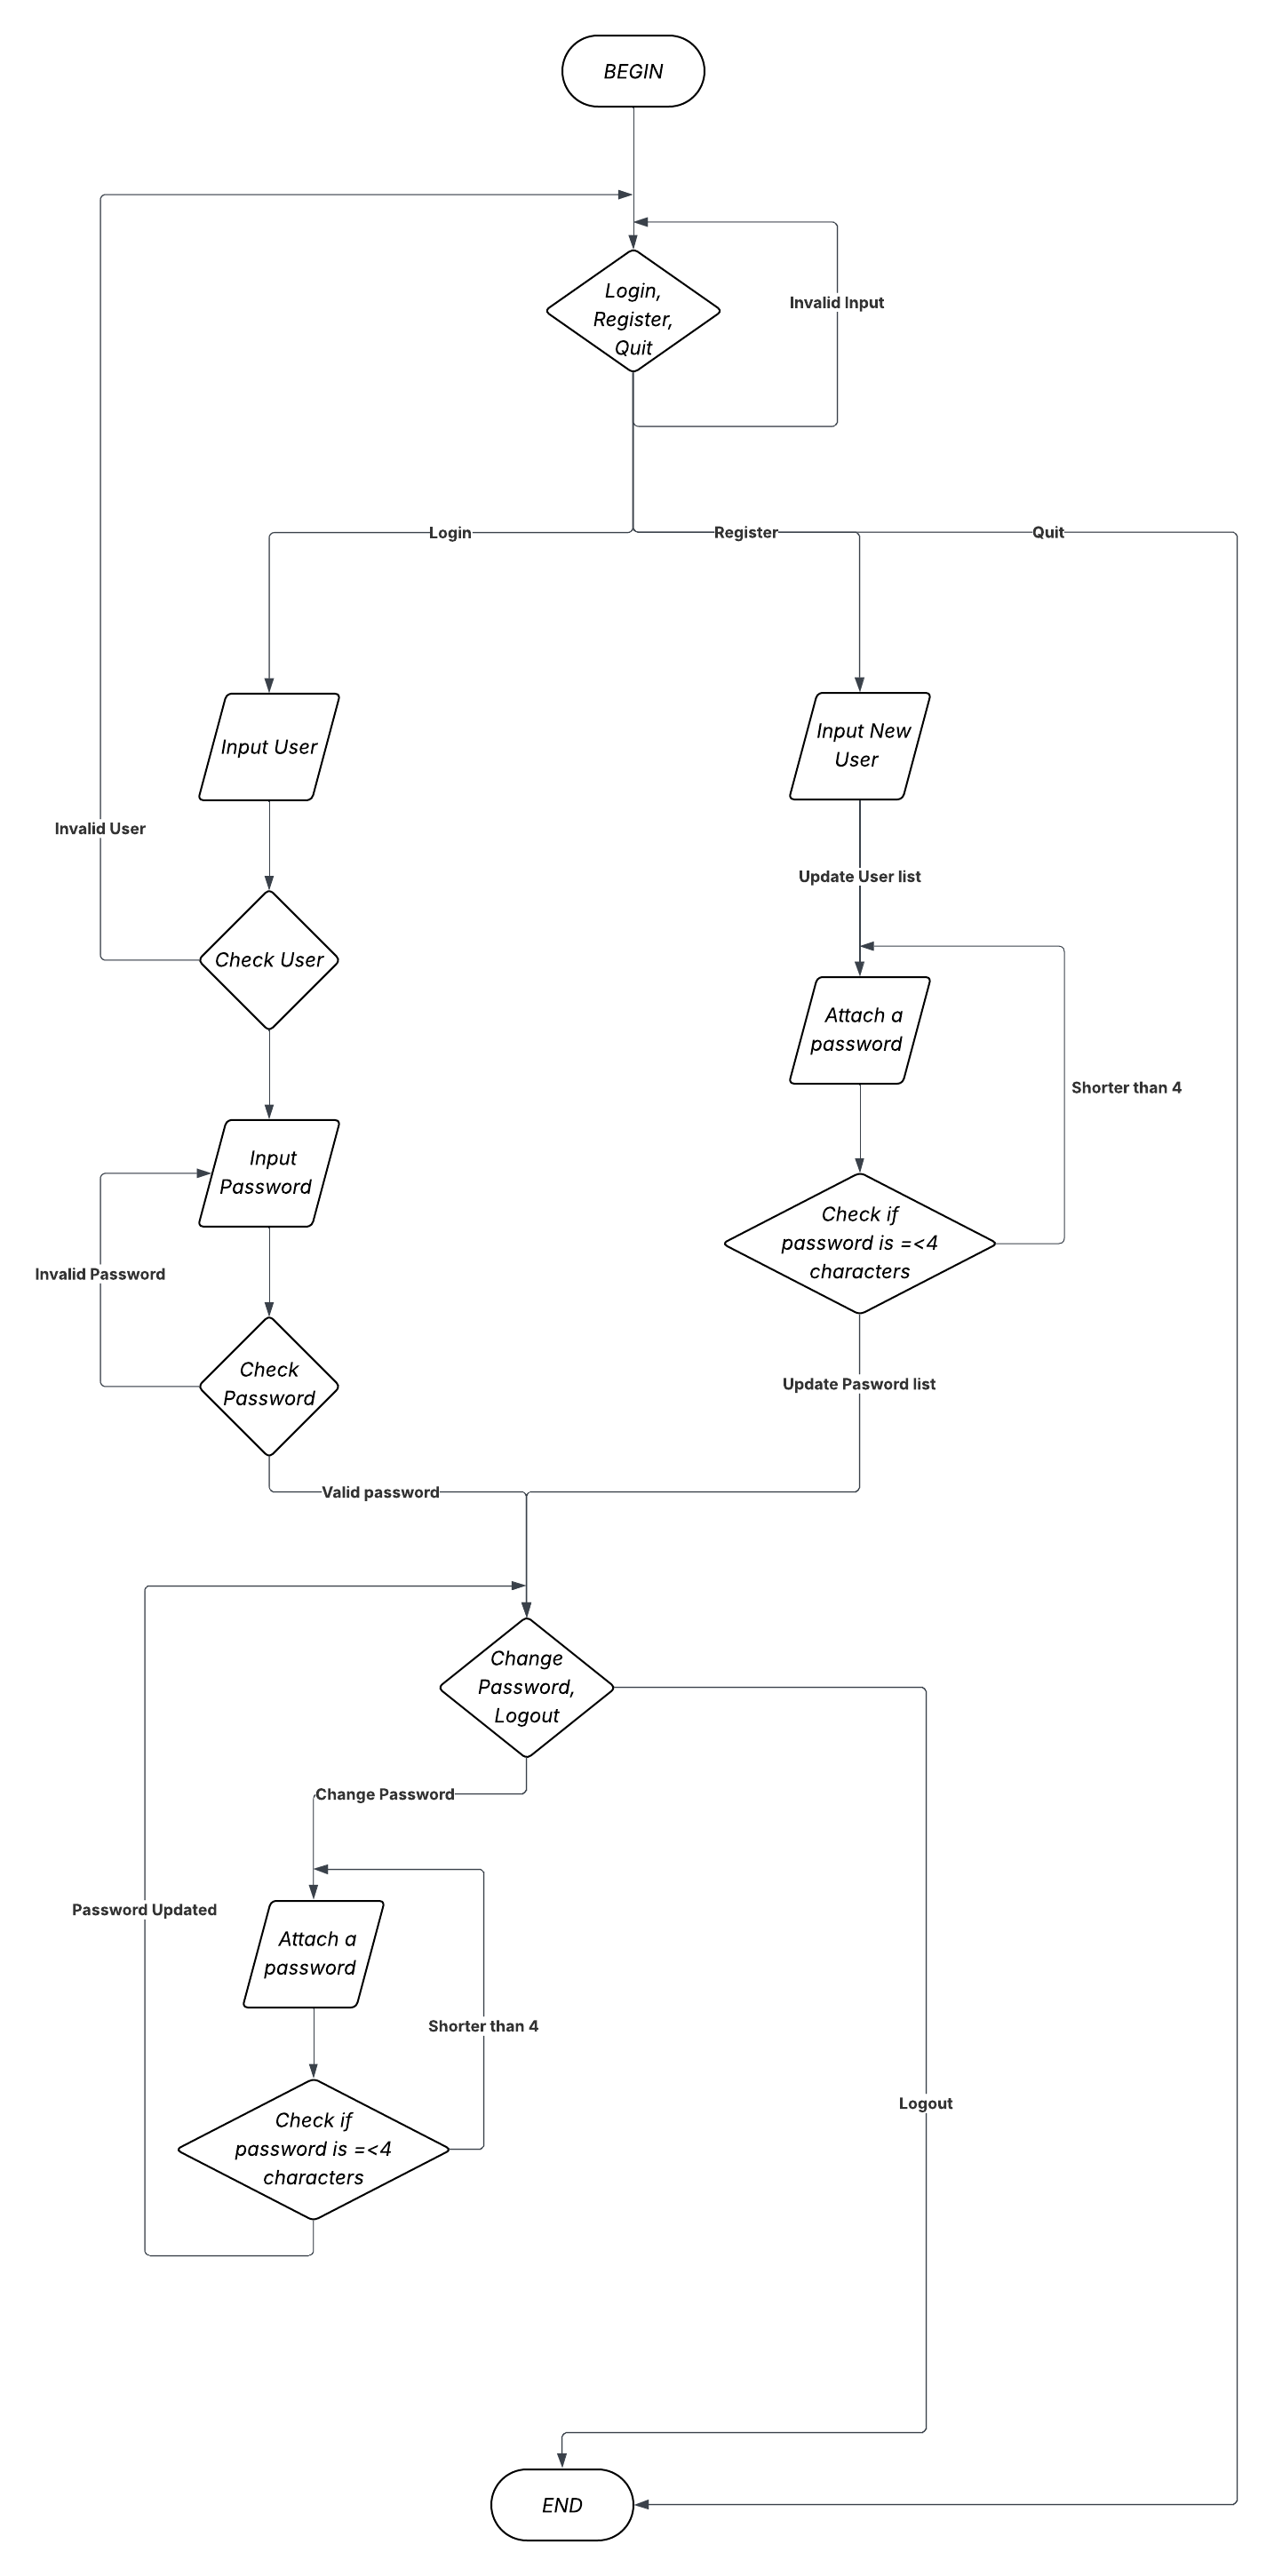 BEGIN
Login,
Register,
Quit
Invalid Input
Login
Register
Quit
Input User
Input New
User
Invalid User
Update User list
Check User
Attach a
password
Shorter than 4
Input
Password
Check if
password is =<4
characters
Invalid Password
Check
Password
Update Pasword list
Valid password
Change
Password,
Logout
Change Password
Password Updated
Attach a
password
Shorter than 4
Logout
Check if
password is =<4
characters
END